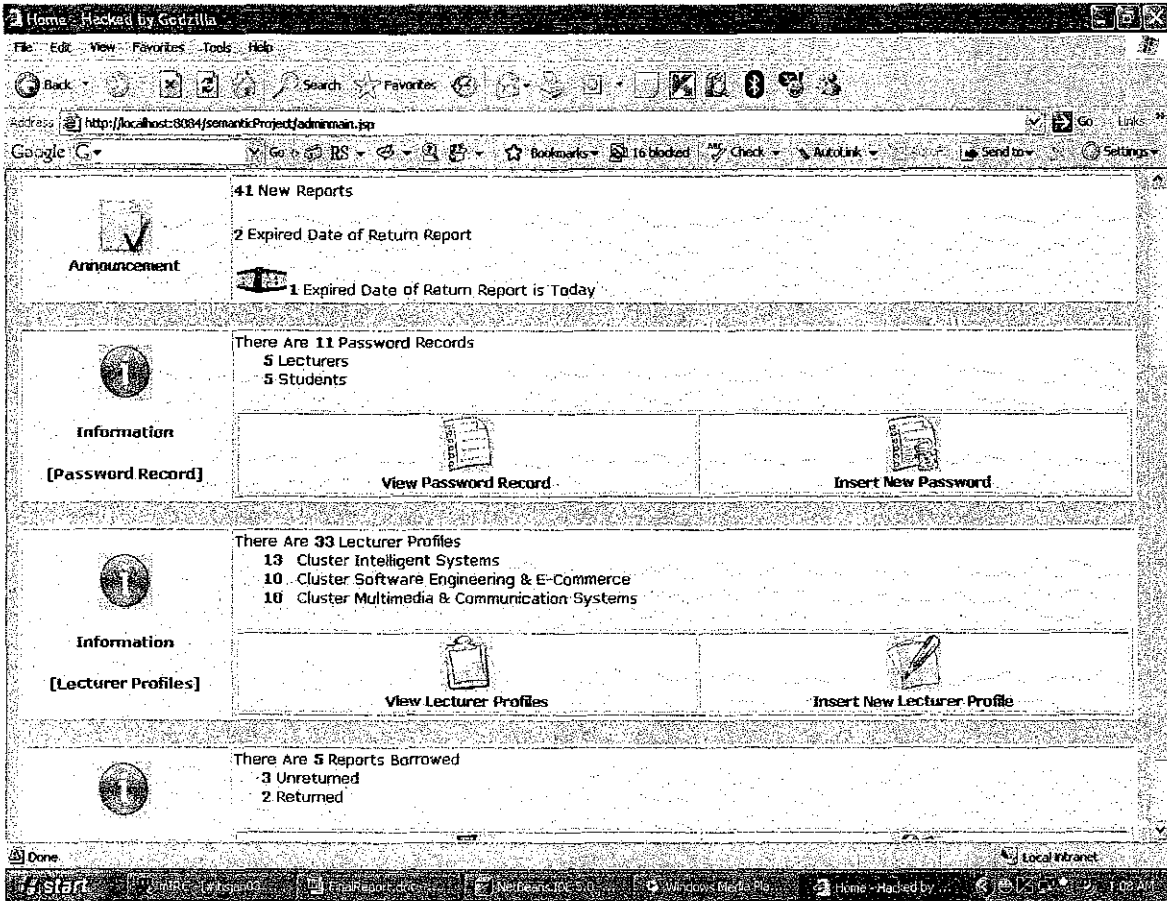 Home - Hacked by Godzilla
File Edit View Favorites Tools Help
Back Search Favorites
Address http://localhost:8084/semanticProject/adminmain.jsp Go Links
Google G Go RS Bookmarks 16 blocked Check AutoLink Send to Settings
41 New Reports
2 Expired Date of Return Report
Announcement
1 Expired Date of Return Report is Today
There Are 11 Password Records
5 Lecturers
5 Students
Information
[Password Record]
View Password Record Insert New Password
There Are 33 Lecturer Profiles
13 Cluster Intelligent Systems
10 Cluster Software Engineering & E-Commerce
10 Cluster Multimedia & Communication Systems
Information
[Lecturer Profiles]
View Lecturer Profiles Insert New Lecturer Profile
There Are 5 Reports Borrowed
3 Unreturned
2 Returned
Done Local intranet
start mIRC FinalReport.doc NetBeans IDE 5.0 Windows Media Pla... Home - Hacked by ... 1:08 AM